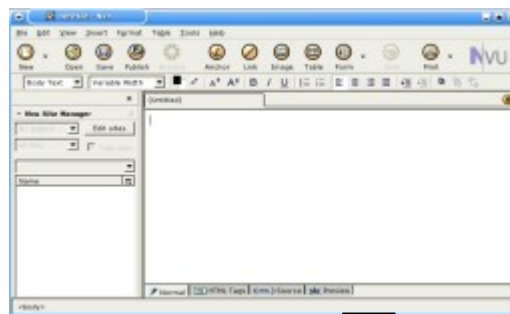 File Edit View Insert Format Table Tools Help
New Open Save Publish Anchor Link Image Table Form Print NVU
Body Text Variable Width
Nvu Site Manager (Untitled)
Edit sites
Name
Normal HTML Tags Source Preview
<body>